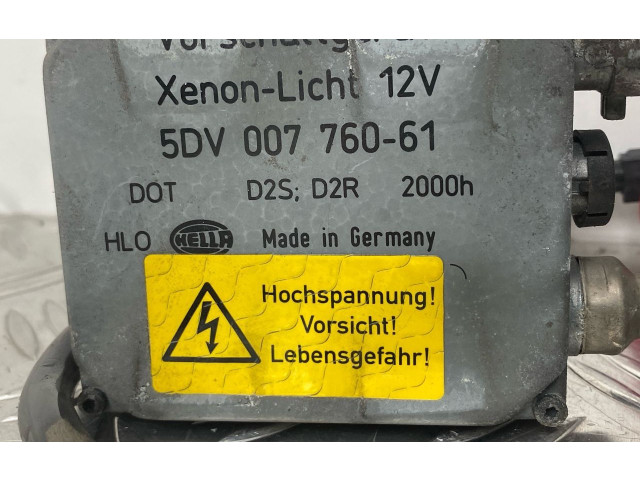 Vorschaltgerät
Xenon-Licht 12V
5DV 007 760-61
DOT D2S; D2R 2000h
HLO HELLA Made in Germany
Hochspannung!
Vorsicht!
Lebensgefahr!